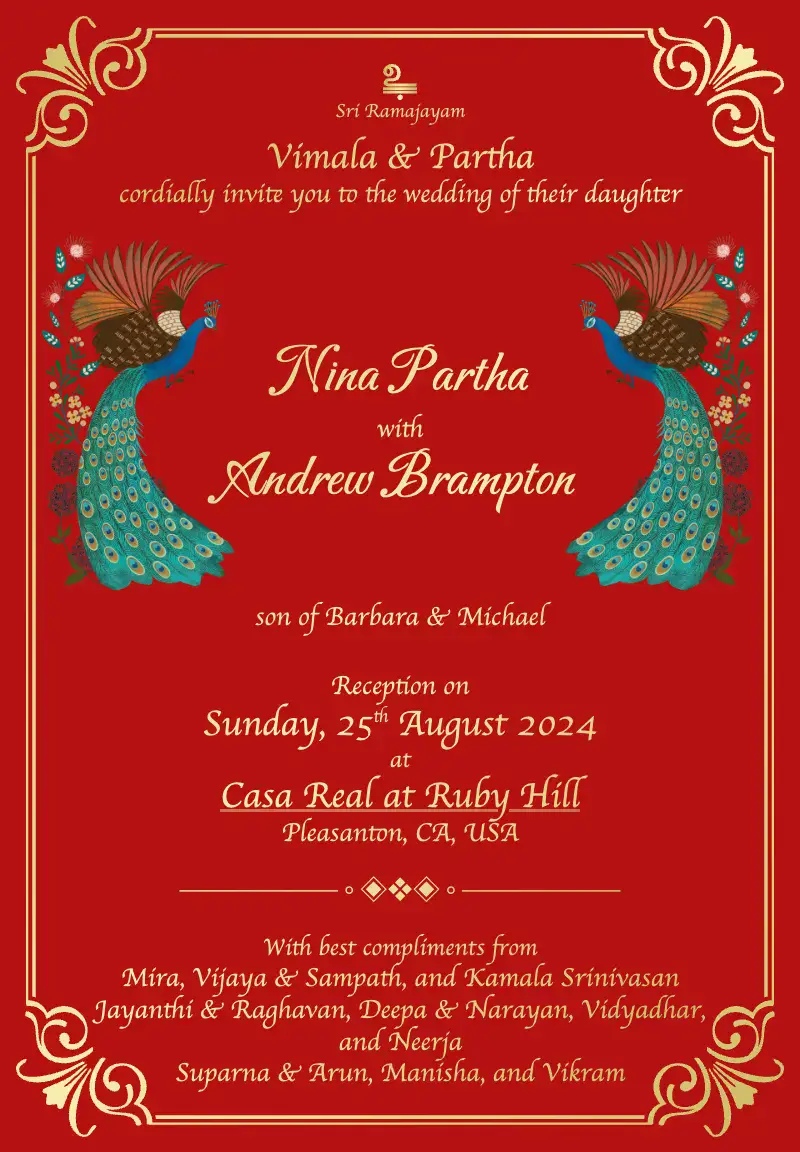 உ
Sri Ramajayam
Vimala & Partha
cordially invite you to the wedding of their daughter
Nina Partha
with
Andrew Brampton
son of Barbara & Michael
Reception on
Sunday, 25th August 2024
at
Casa Real at Ruby Hill
Pleasanton, CA, USA
With best compliments from
Mira, Vijaya & Sampath, and Kamala Srinivasan
Jayanthi & Raghavan, Deepa & Narayan, Vidyadhar,
and Neerja
Suparna & Arun, Manisha, and Vikram